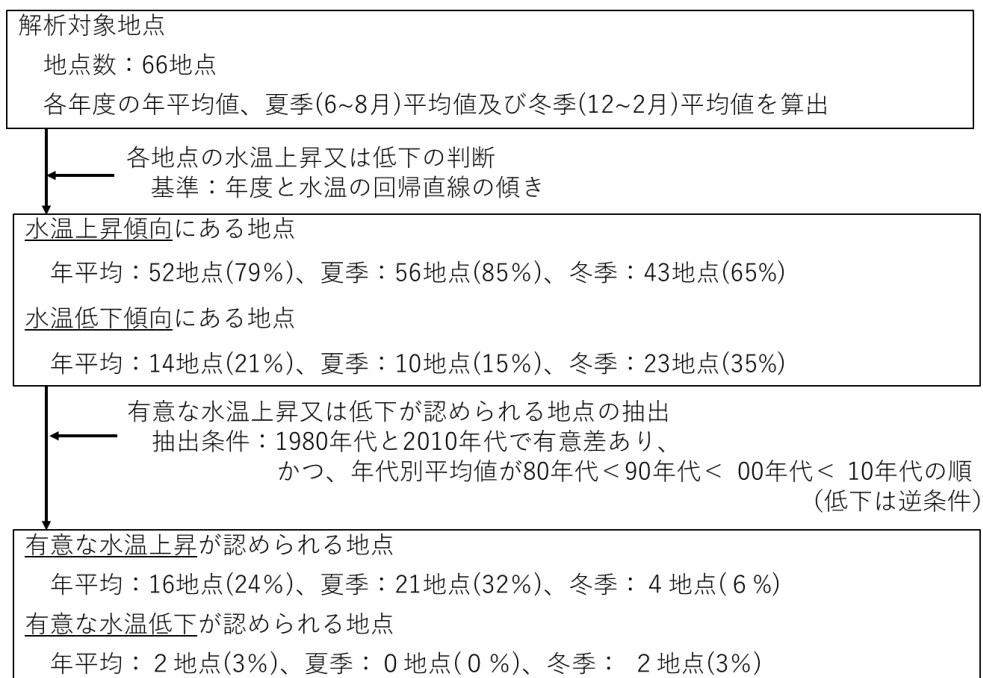 解析対象地点
地点数：66地点
各年度の年平均値、夏季(6~8月)平均値及び冬季(12~2月)平均値を算出
各地点の水温上昇又は低下の判断
基準：年度と水温の回帰直線の傾き
水温上昇傾向にある地点
年平均：52地点(79%)、夏季：56地点(85%)、冬季：43地点(65%)
水温低下傾向にある地点
年平均：14地点(21%)、夏季：10地点(15%)、冬季：23地点(35%)
有意な水温上昇又は低下が認められる地点の抽出
抽出条件：1980年代と2010年代で有意差あり、
かつ、年代別平均値が80年代＜90年代＜ 00年代＜ 10年代の順
（低下は逆条件）
有意な水温上昇が認められる地点
年平均：16地点(24%)、夏季：21地点(32%)、冬季：４地点(６%)
有意な水温低下が認められる地点
年平均：２地点(3%)、夏季：０地点(０%)、冬季： ２地点(3%)